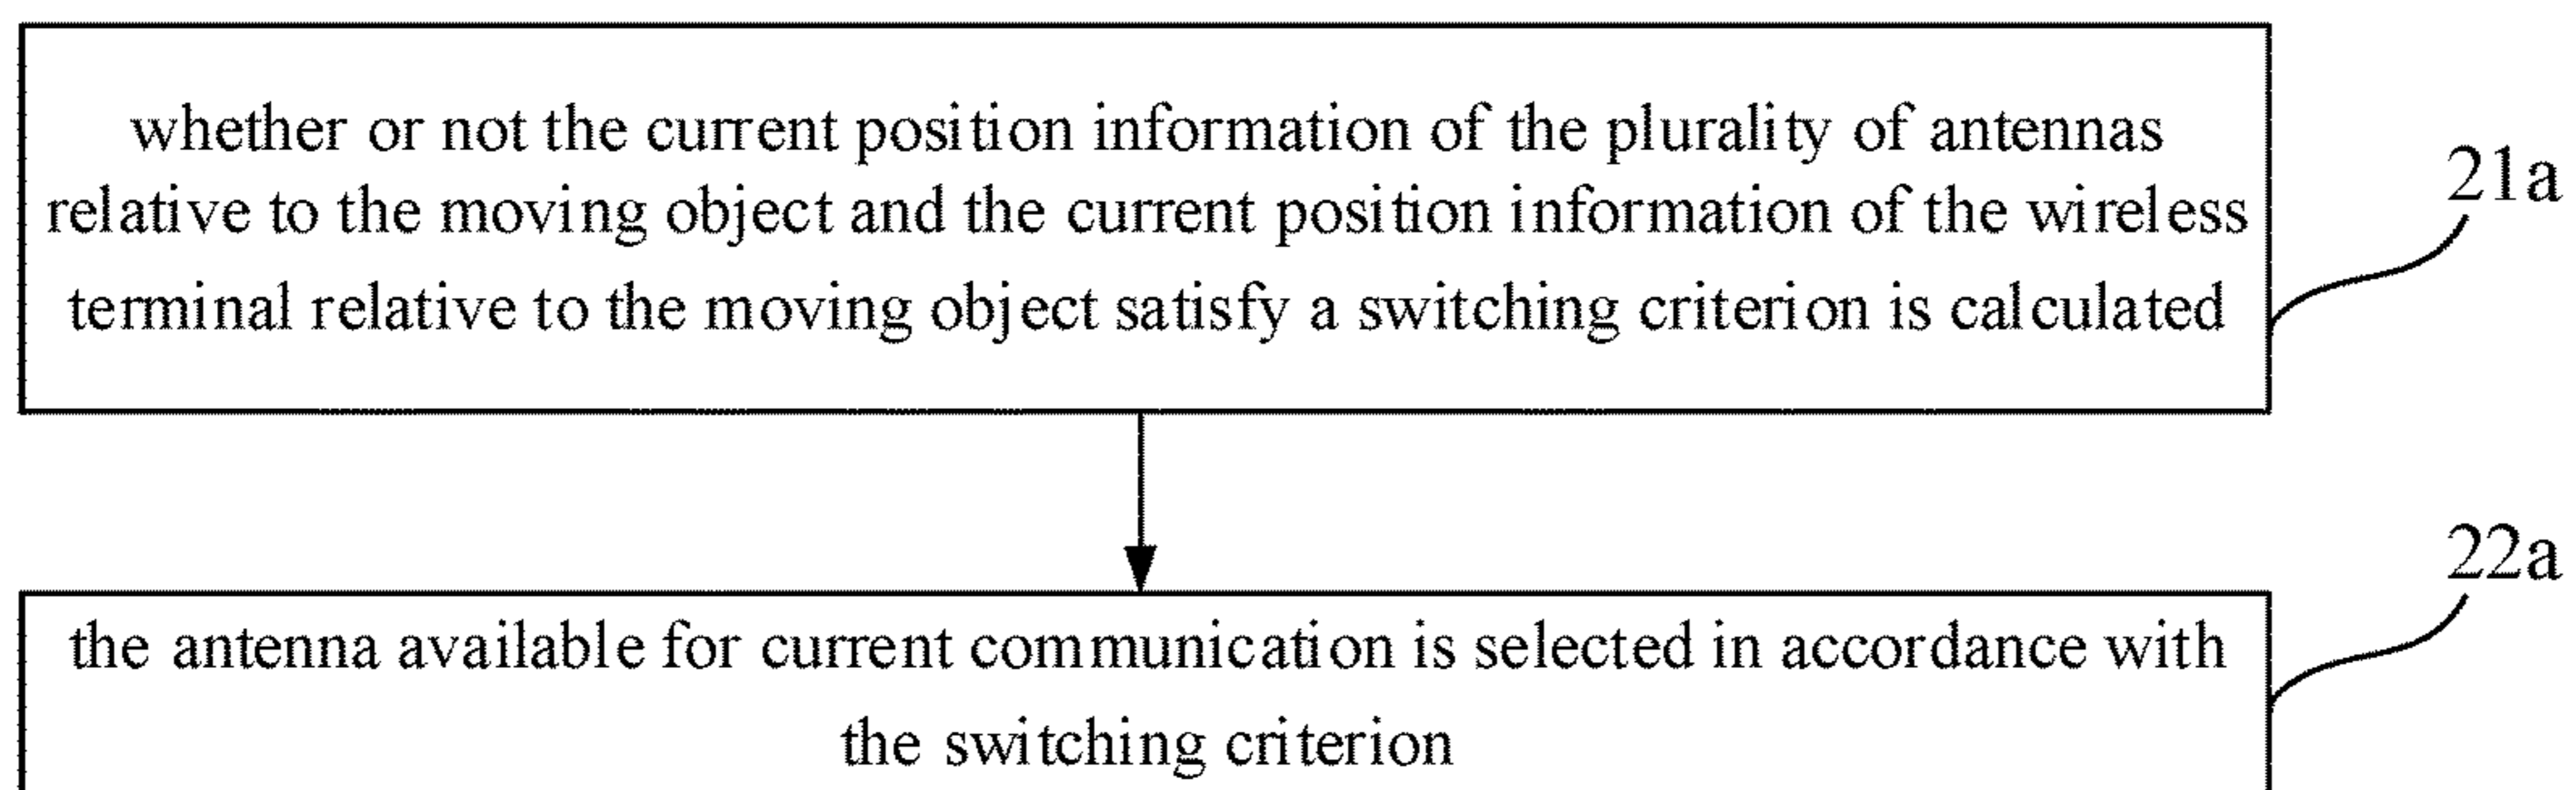 whether or not the current position information of the plurality of antennas
relative to the moving object and the current position information of the wireless
terminal relative to the moving object satisfy a switching criterion is calculated
21a
22a
the antenna available for current communication is selected in accordance with
the switching criterion